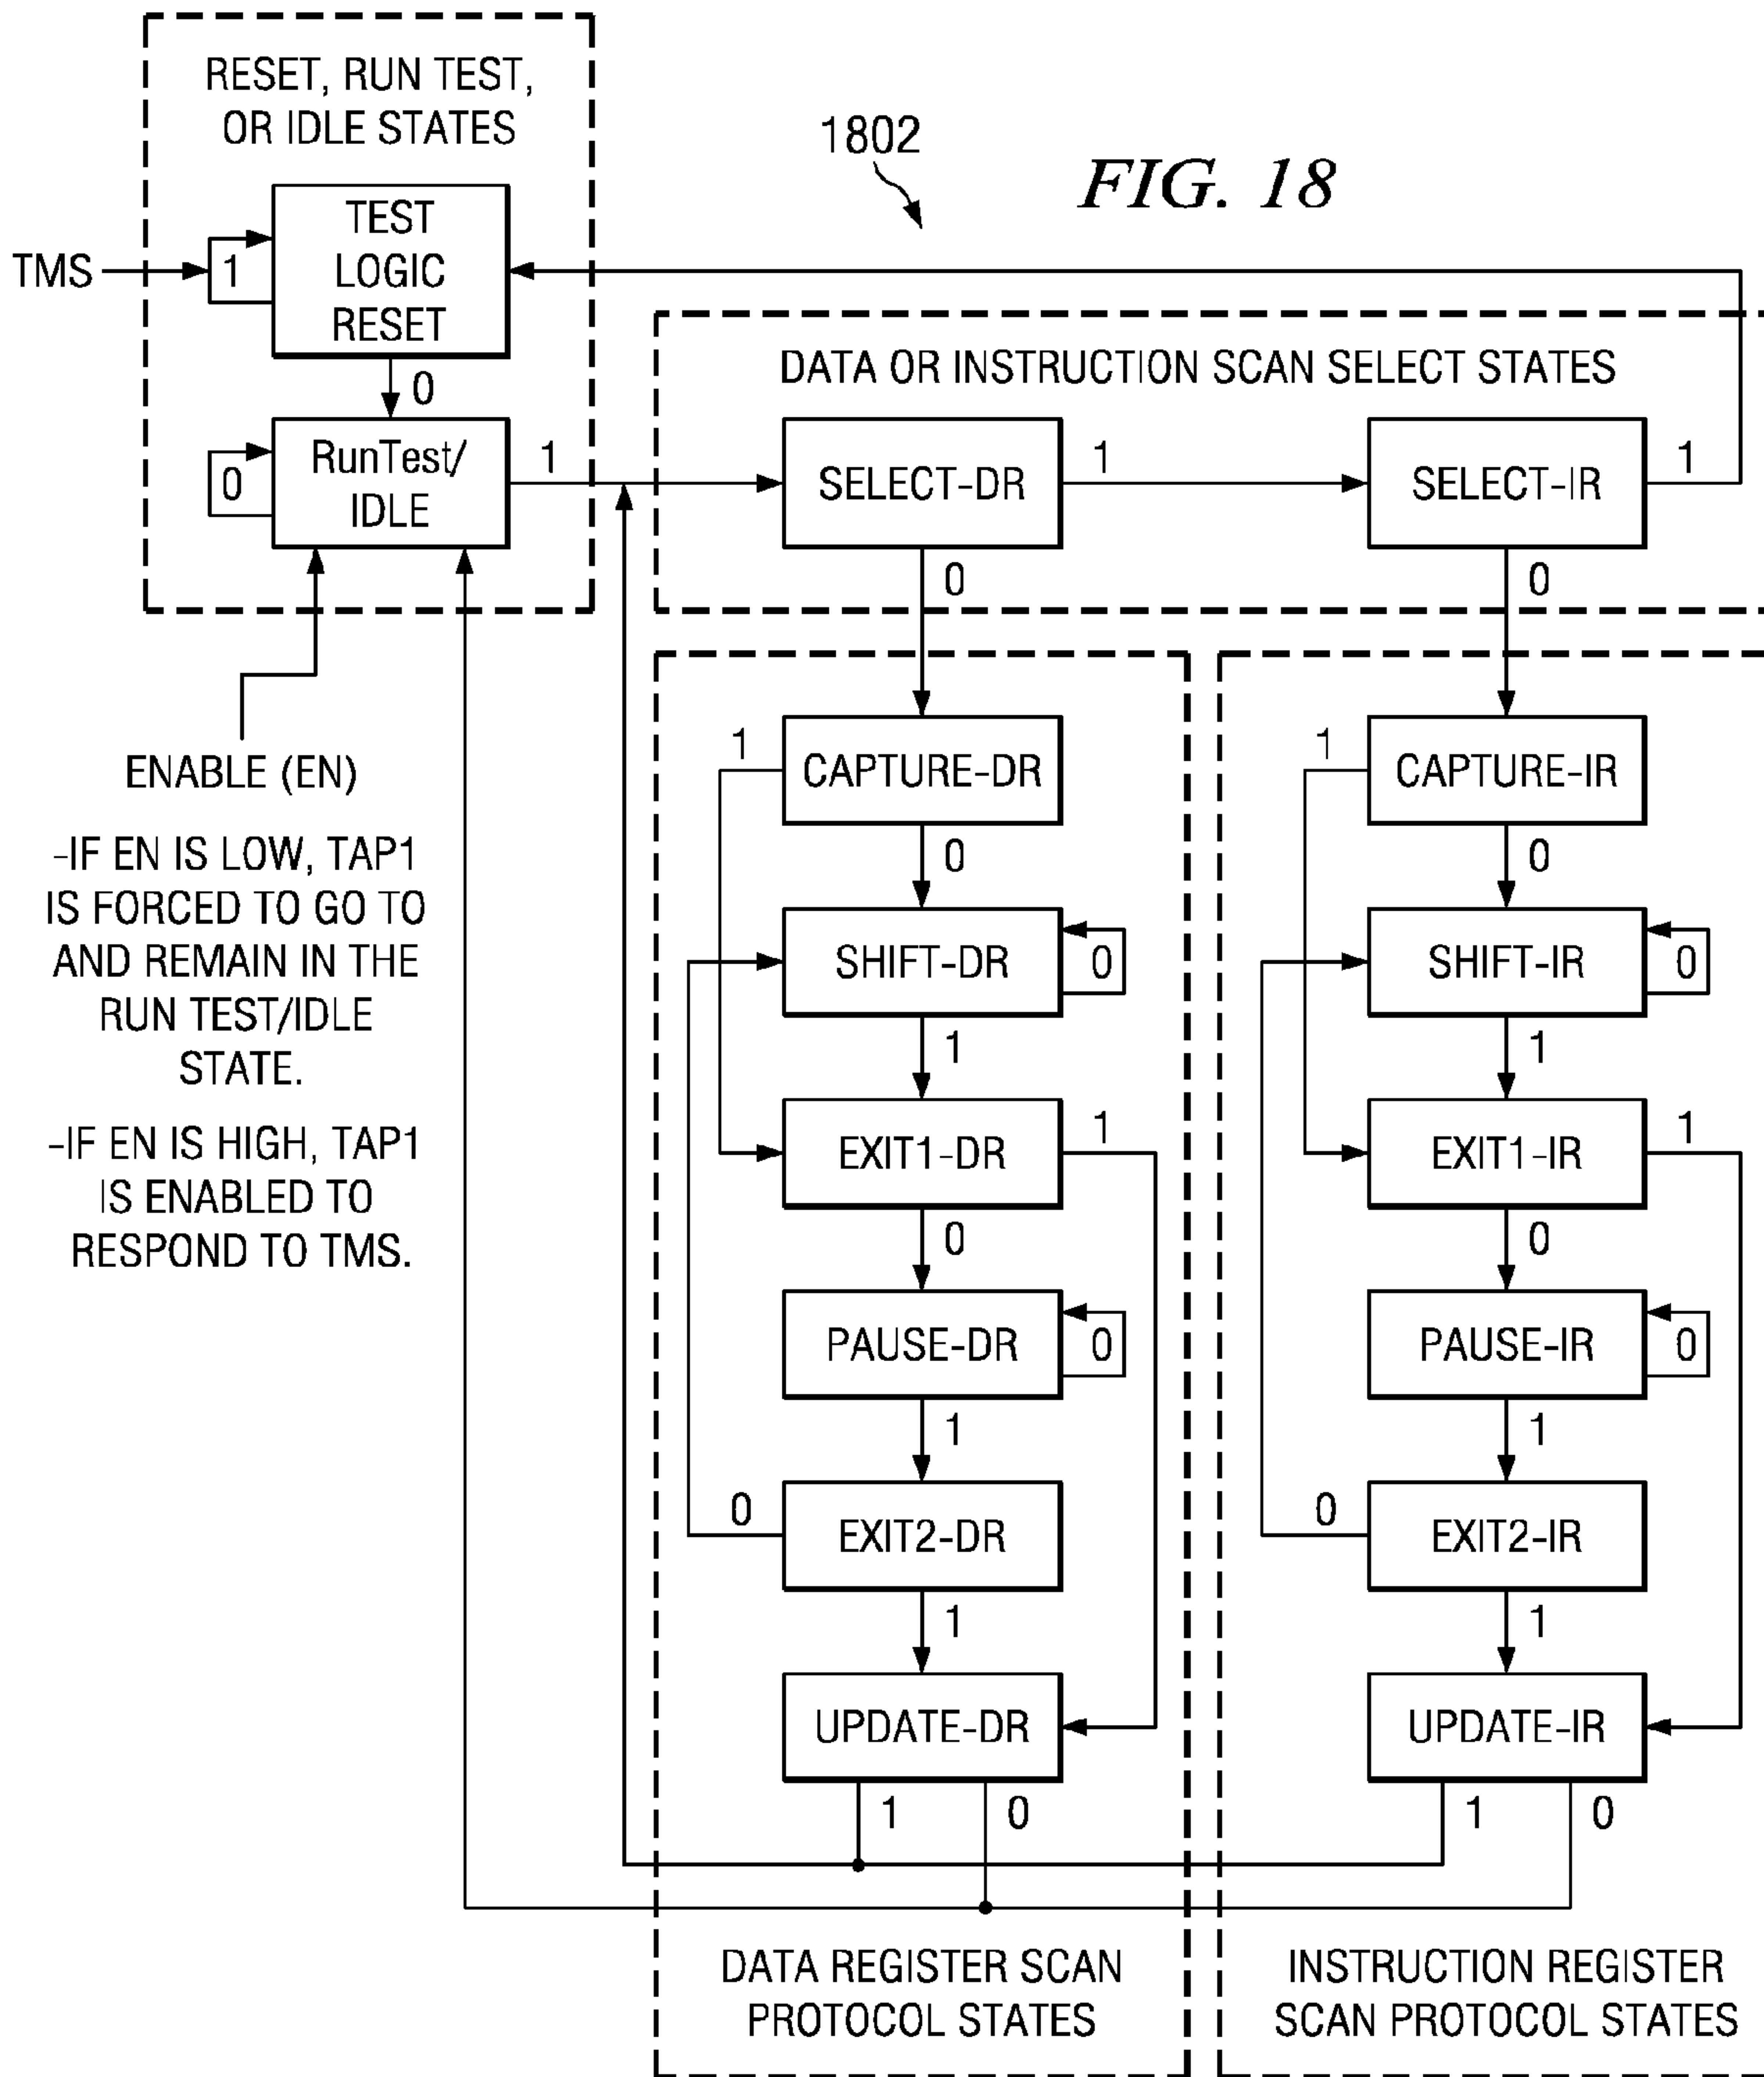 RESET, RUN TEST,
OR IDLE STATES
1802
FIG. 18
TMS
1
TEST
LOGIC
RESET
0
DATA OR INSTRUCTION SCAN SELECT STATES
0
RunTest/
IDLE
1
SELECT-DR
1
SELECT-IR
1
0
0
ENABLE (EN)
-IF EN IS LOW, TAP1
IS FORCED TO GO TO
AND REMAIN IN THE
RUN TEST/IDLE
STATE.
-IF EN IS HIGH, TAP1
IS ENABLED TO
RESPOND TO TMS.
1
CAPTURE-DR
0
SHIFT-DR
0
1
EXIT1-DR
1
0
PAUSE-DR
0
1
0
EXIT2-DR
1
UPDATE-DR
1
0
DATA REGISTER SCAN
PROTOCOL STATES
1
CAPTURE-IR
0
SHIFT-IR
0
1
EXIT1-IR
1
0
PAUSE-IR
0
1
0
EXIT2-IR
1
UPDATE-IR
1
0
INSTRUCTION REGISTER
SCAN PROTOCOL STATES